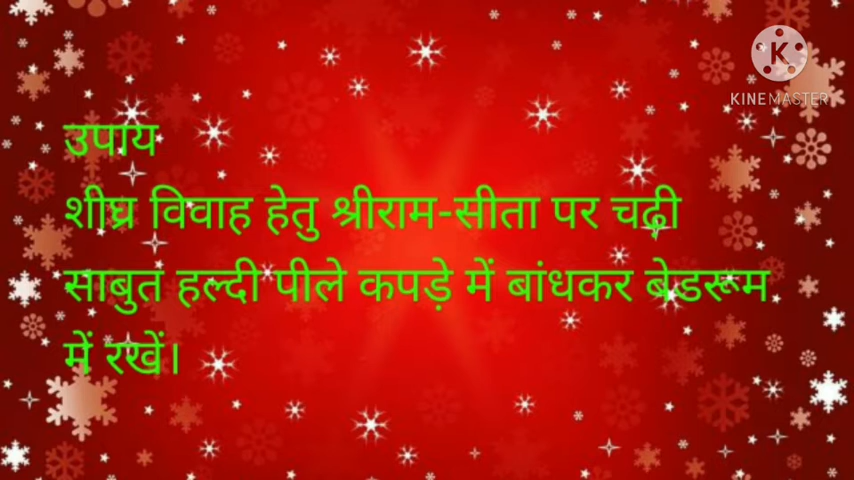 K
KINEMASTER
उपाय
शीघ्र विवाह हेतु श्रीराम-सीता पर चढ़ी
साबुत हल्दी पीले कपड़े में बांधकर बेडरूम
में रखें।